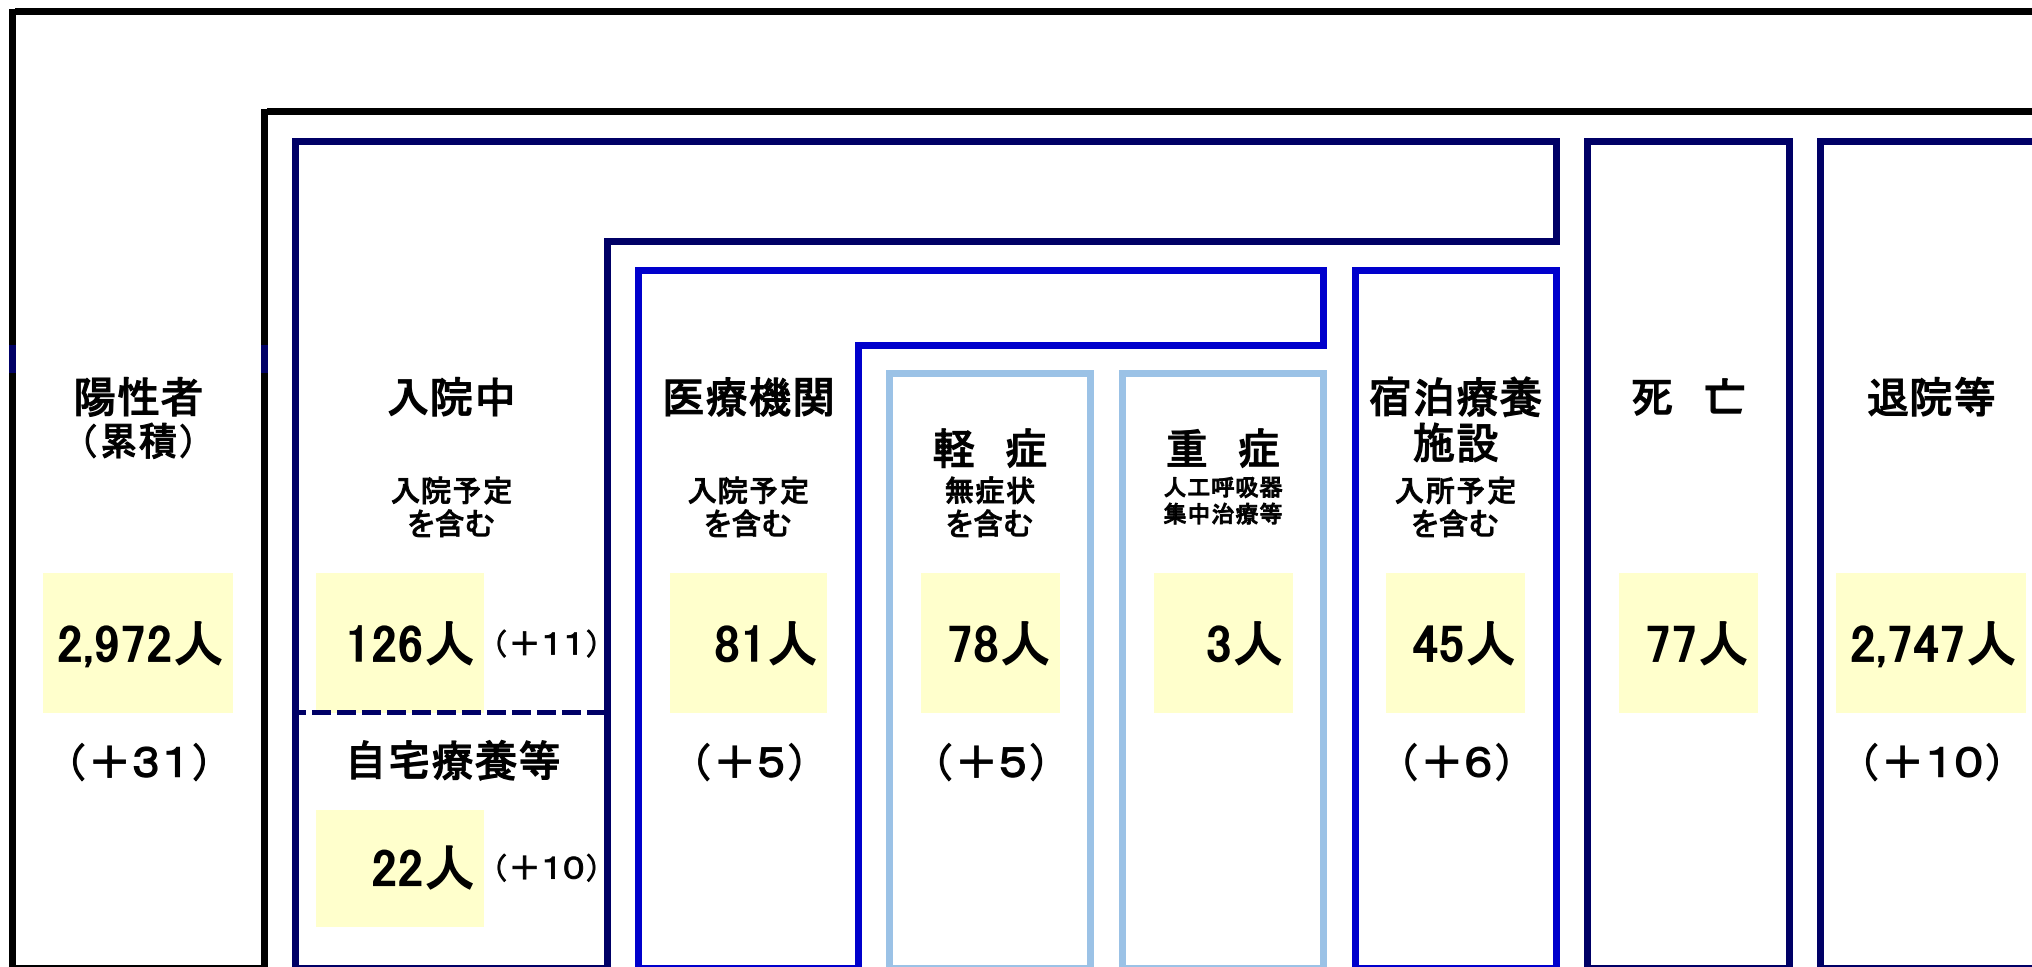 陽性者
（累積）
2,972人
（＋31）
入院中
入院予定
を含む
126人 （＋11）
自宅療養等
22人 （＋10）
医療機関
入院予定
を含む
81人
（＋5）
軽 症
無症状
を含む
78人
（＋5）
重 症
人工呼吸器
集中治療等
3人
宿泊療養
施設
入所予定
を含む
45人
（＋6）
死 亡
77人
退院等
2,747人
（＋10）